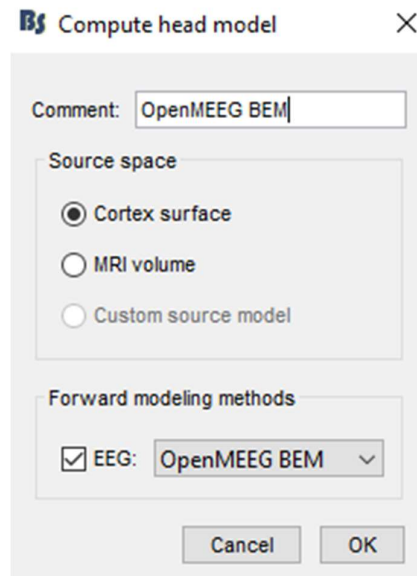 BS Compute head model
Comment: OpenMEEG BEM
Source space
Cortex surface
MRI volume
Custom source model
Forward modeling methods
EEG: OpenMEEG BEM
Cancel OK